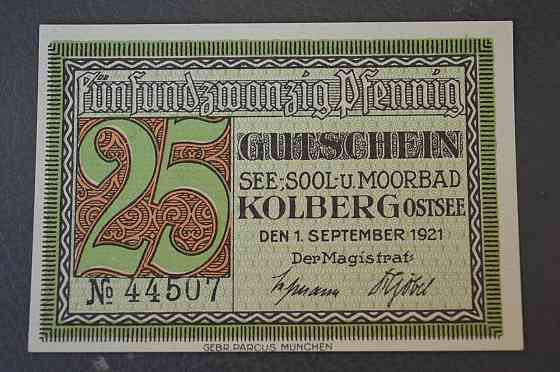 Fünfundzwanzig Pfennig
25
GUTSCHEIN
SEE-, SOOL- U. MOORBAD
KOLBERG OSTSEE
DEN 1. SEPTEMBER 1921
Der Magistrat:
№ 44507
GEBR. PARCUS MÜNCHEN